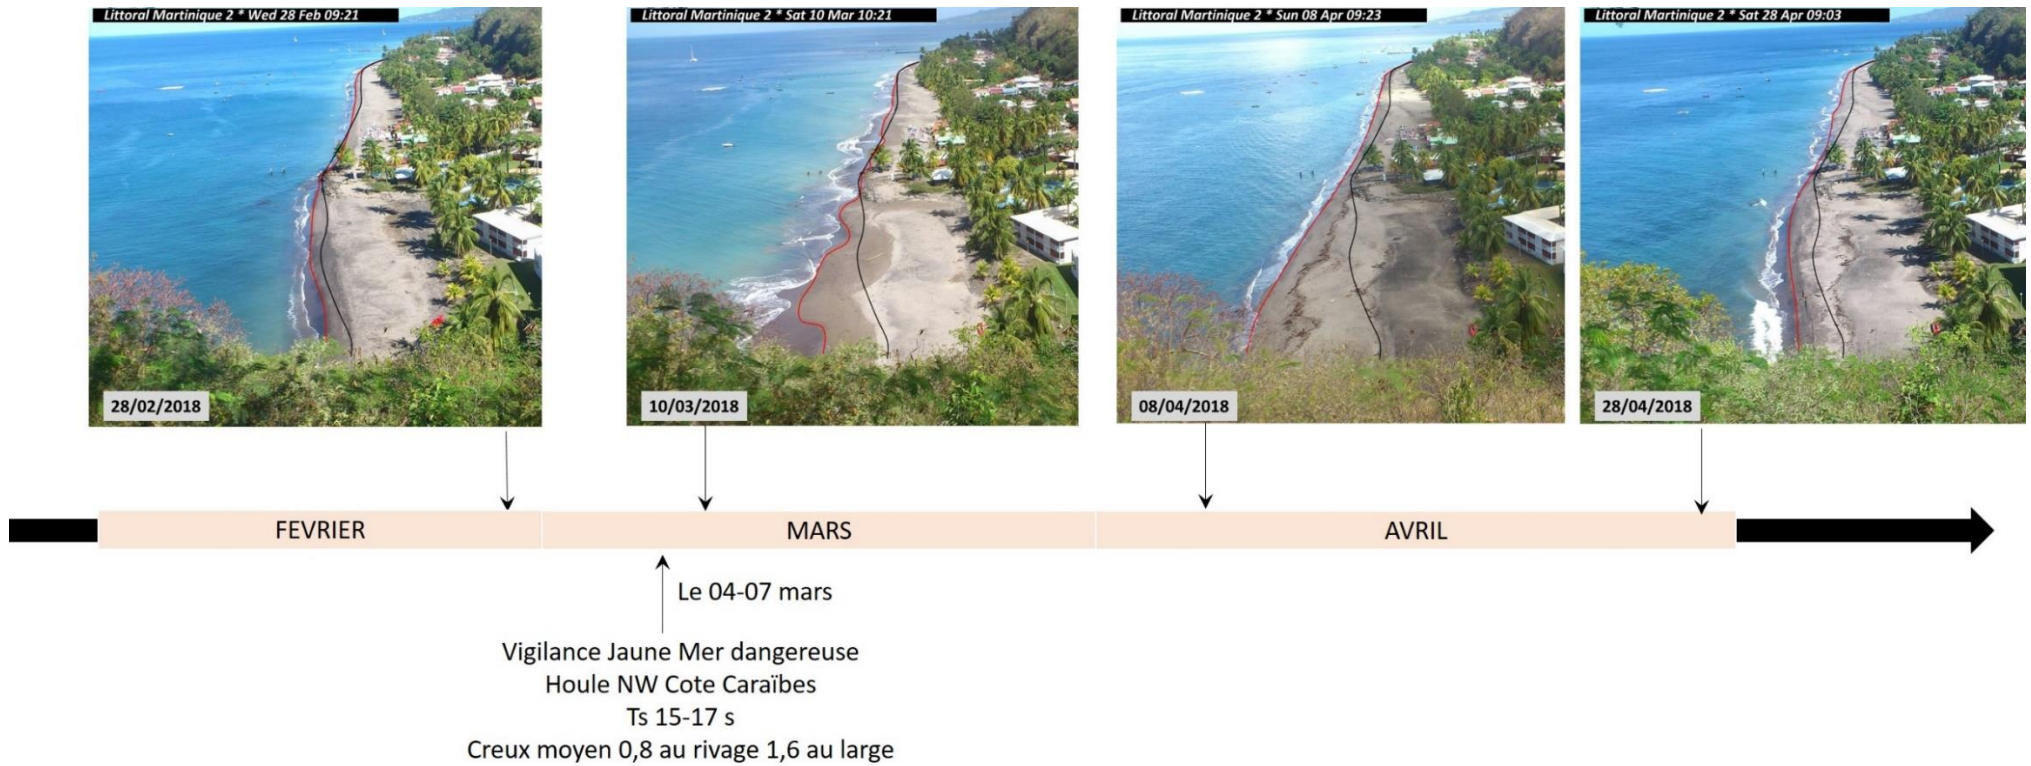 Littoral Martinique 2 * Wed 28 Feb 09:21
Littoral Martinique 2 * Sat 10 Mar 10:21
Littoral Martinique 2 * Sun 08 Apr 09:23
Littoral Martinique 2 * Sat 28 Apr 09:03
28/02/2018
10/03/2018
08/04/2018
28/04/2018
FEVRIER
MARS
AVRIL
Le 04-07 mars
Vigilance Jaune Mer dangereuse
Houle NW Cote Caraïbes
Ts 15-17 s
Creux moyen 0,8 au rivage 1,6 au large